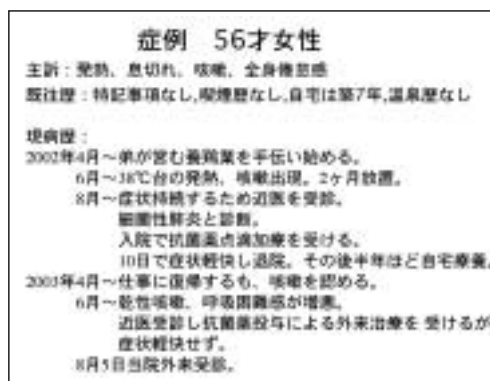 症例　56才女性
主訴：発熱、息切れ、咳嗽、全身倦怠感
既往歴：特記事項なし,喫煙歴なし,自宅は築7年,温泉歴なし
現病歴：
2002年4月～弟が営む養鶏業を手伝い始める。
6月～38℃台の発熱、咳嗽出現。2ヶ月放置。
8月～症状持続するため近医を受診。
細菌性肺炎と診断。
入院で抗菌薬点滴加療を受ける。
10日で症状軽快し退院。その後半年ほど自宅療養。
2003年4月～仕事に復帰するも、咳嗽を認める。
6月～乾性咳嗽、呼吸困難感が増悪。
近医受診し抗菌薬投与による外来治療を 受けるが
症状軽快せず。
8月5日当院外来受診。